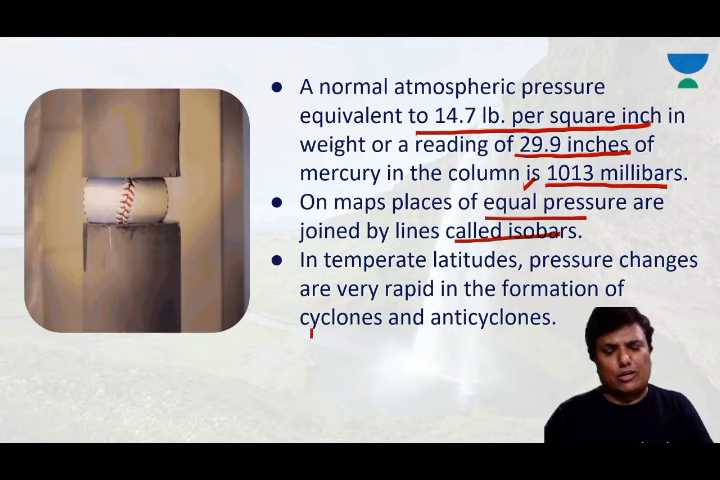 ● A normal atmospheric pressure
equivalent to 14.7 lb. per square inch in
weight or a reading of 29.9 inches of
mercury in the column is 1013 millibars.
● On maps places of equal pressure are
joined by lines called isobars.
● In temperate latitudes, pressure changes
are very rapid in the formation of
cyclones and anticyclones.